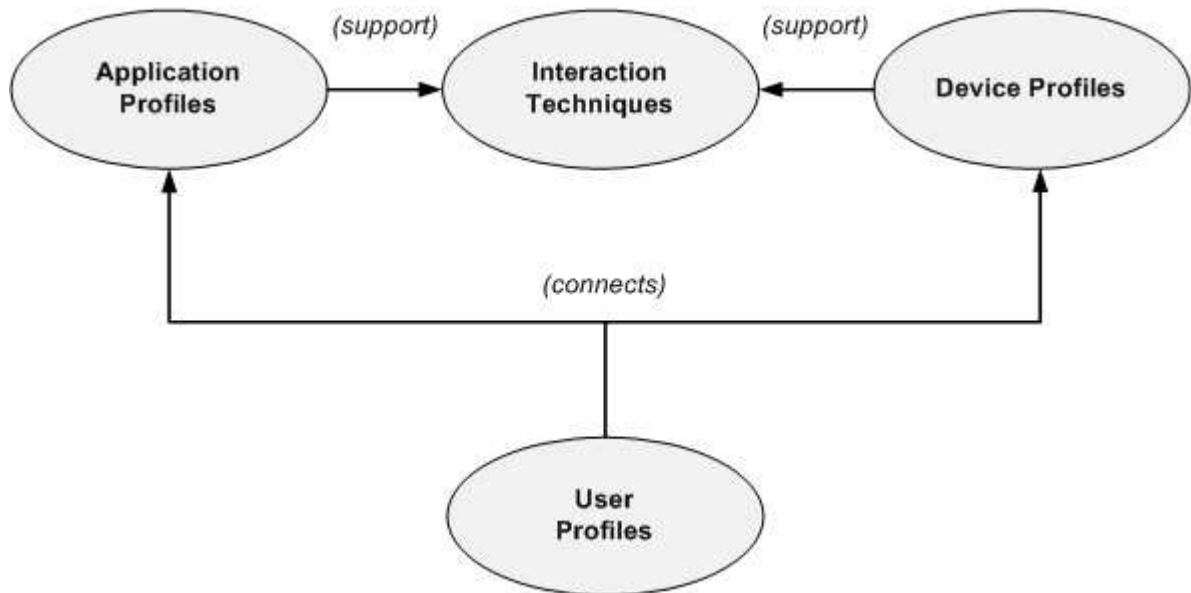 (support)
(support)
Application
Profiles
Interaction
Techniques
Device Profiles
(connects)
User
Profiles